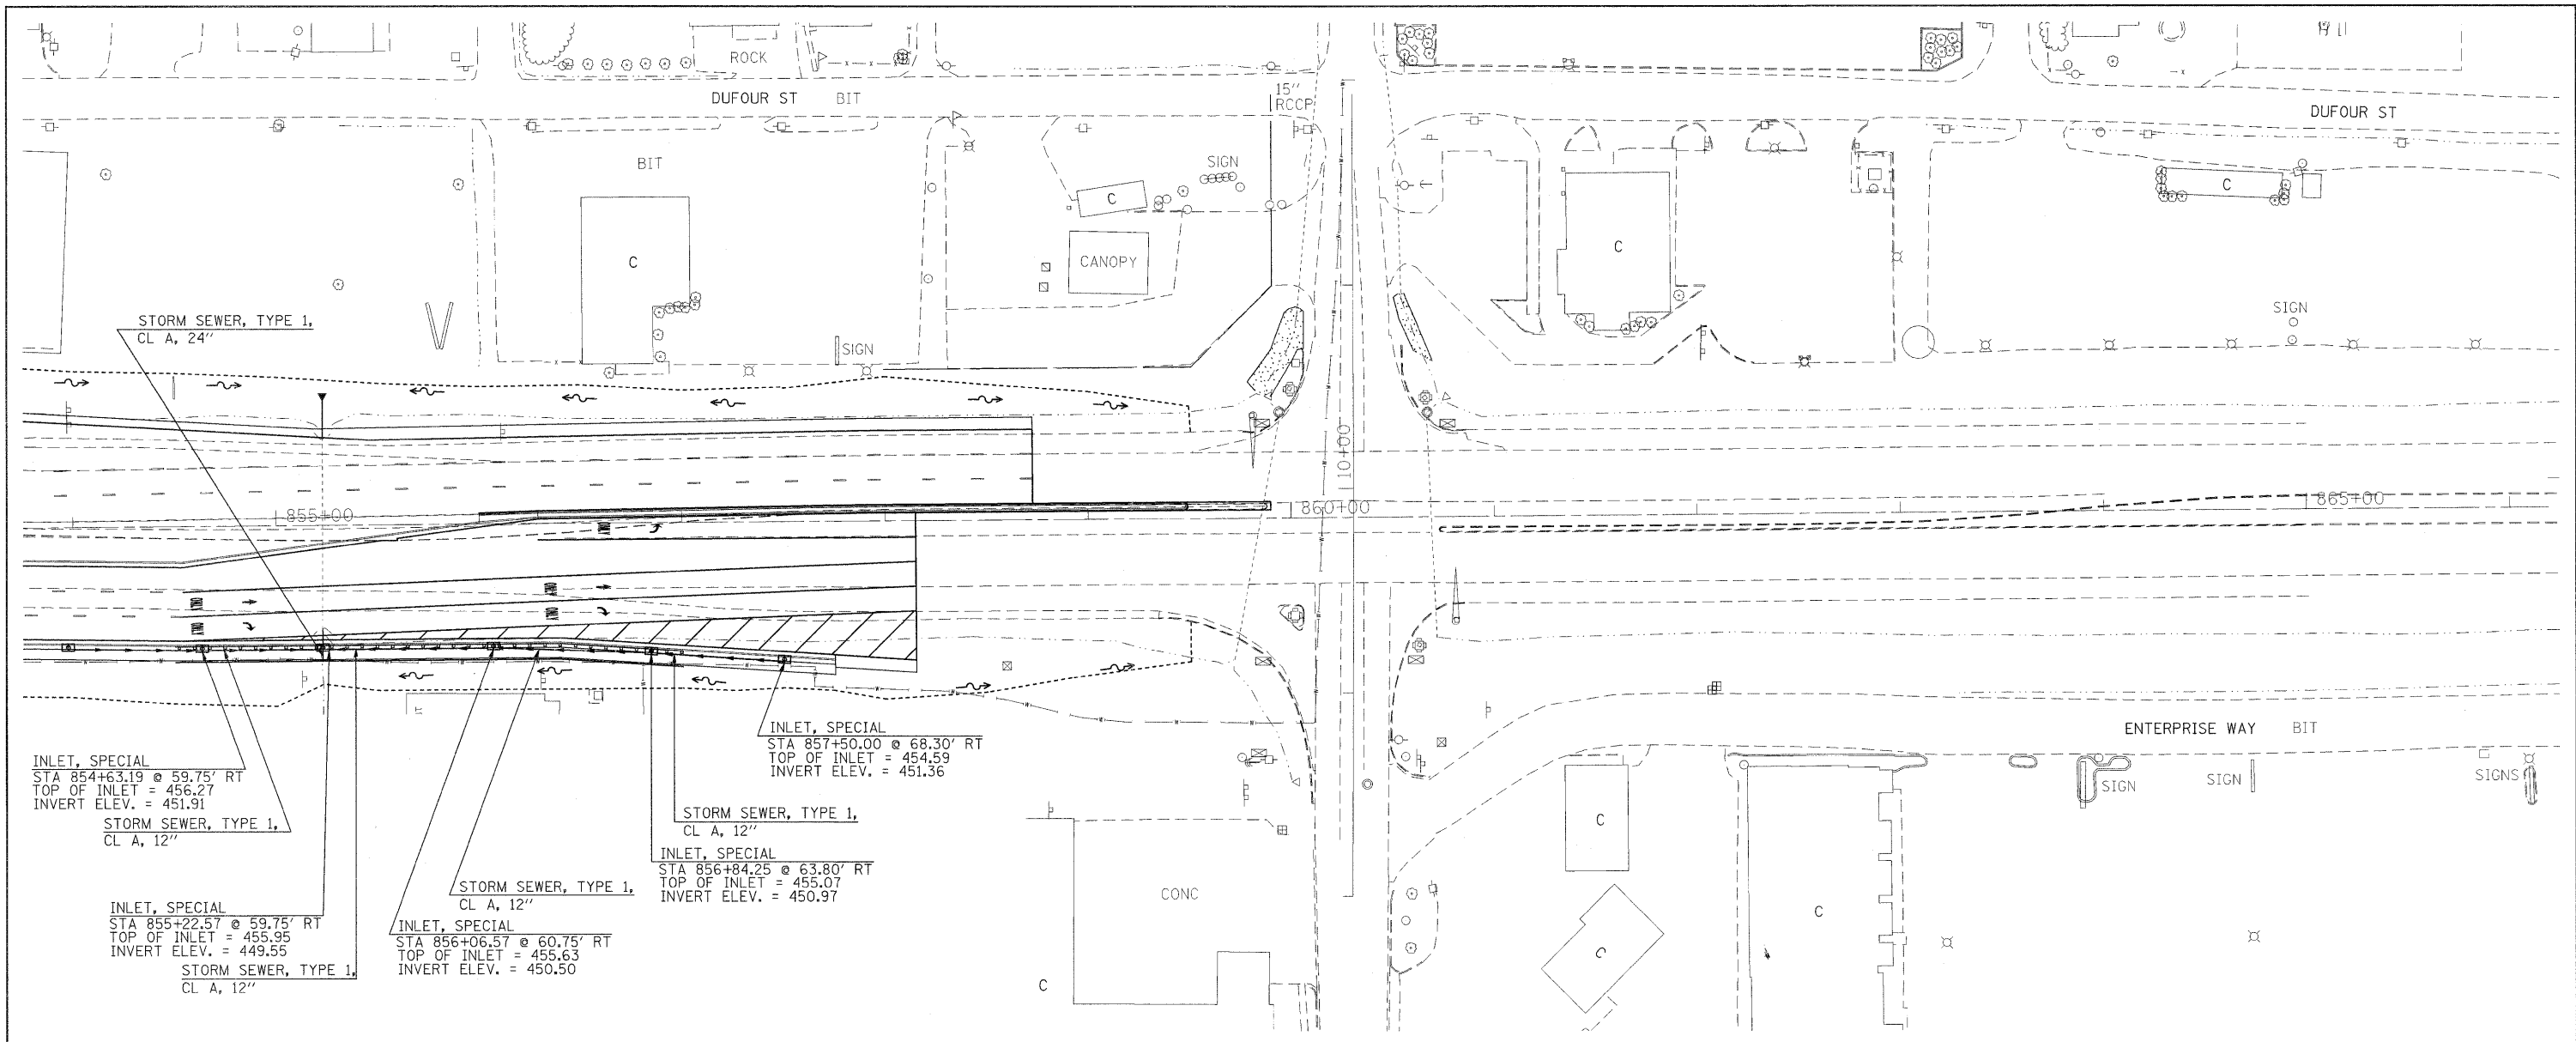 ROCK
DUFOUR ST BIT
15"
RCCP
DUFOUR ST
BIT
SIGN
C
C
C
C
CANOPY
SIGN
STORM SEWER, TYPE 1,
CL A, 24"
SIGN
10+00
855+00
860+00
865+00
INLET, SPECIAL
STA 857+50.00 @ 68.30' RT
TOP OF INLET = 454.59
INVERT ELEV. = 451.36
ENTERPRISE WAY BIT
INLET, SPECIAL
STA 854+63.19 @ 59.75' RT
TOP OF INLET = 456.27
INVERT ELEV. = 451.91
STORM SEWER, TYPE 1,
CL A, 12"
SIGN
SIGN
SIGNS
STORM SEWER, TYPE 1,
CL A, 12"
C
INLET, SPECIAL
STA 856+84.25 @ 63.80' RT
TOP OF INLET = 455.07
INVERT ELEV. = 450.97
STORM SEWER, TYPE 1,
CL A, 12"
CONC
C
INLET, SPECIAL
STA 855+22.57 @ 59.75' RT
TOP OF INLET = 455.95
INVERT ELEV. = 449.55
INLET, SPECIAL
STA 856+06.57 @ 60.75' RT
TOP OF INLET = 455.63
INVERT ELEV. = 450.50
STORM SEWER, TYPE 1,
CL A, 12"
C
C